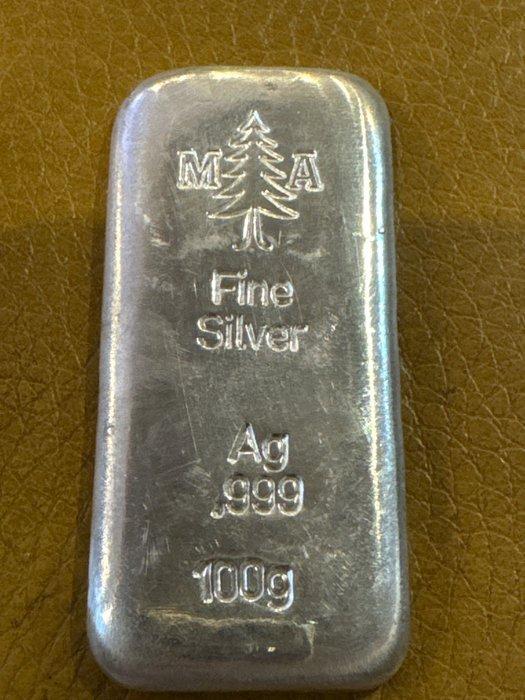 M A
Fine
Silver
Ag
.999
100g